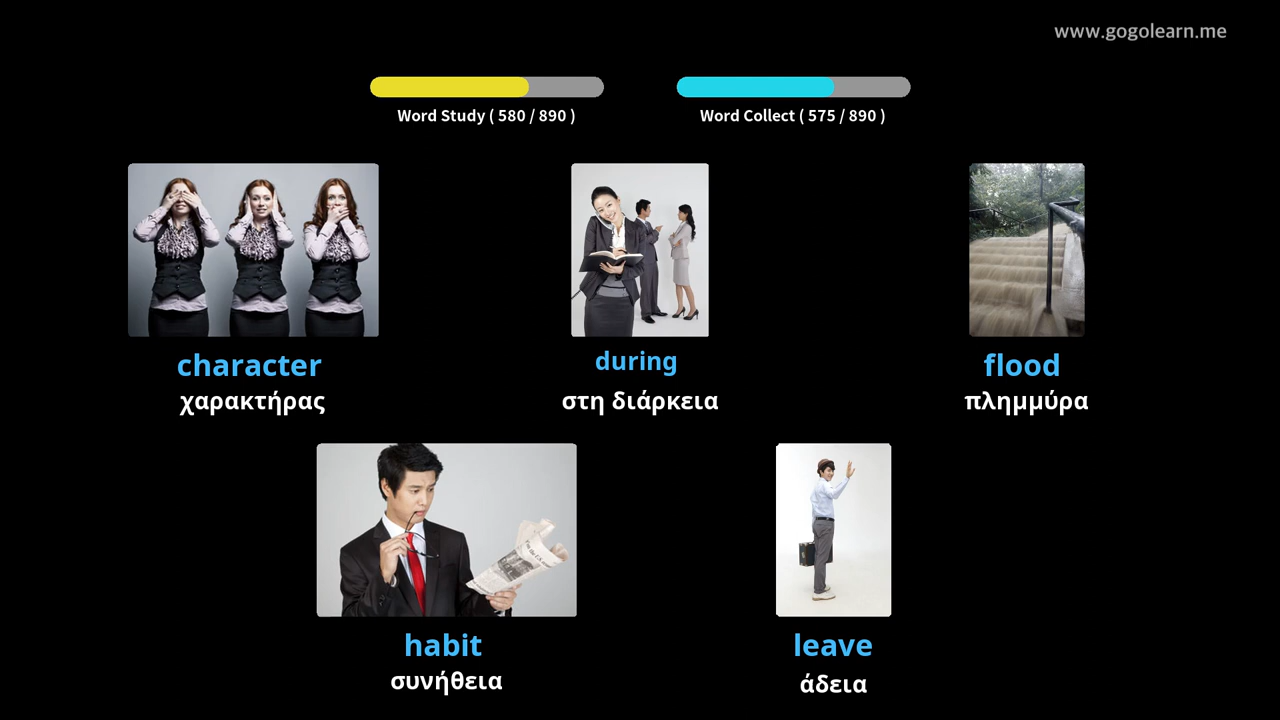 www.gogolearn.me
Word Study ( 580 / 890 )
Word Collect ( 575 / 890 )
character
χαρακτήρας
during
στη διάρκεια
flood
πλημμύρα
habit
συνήθεια
leave
άδεια